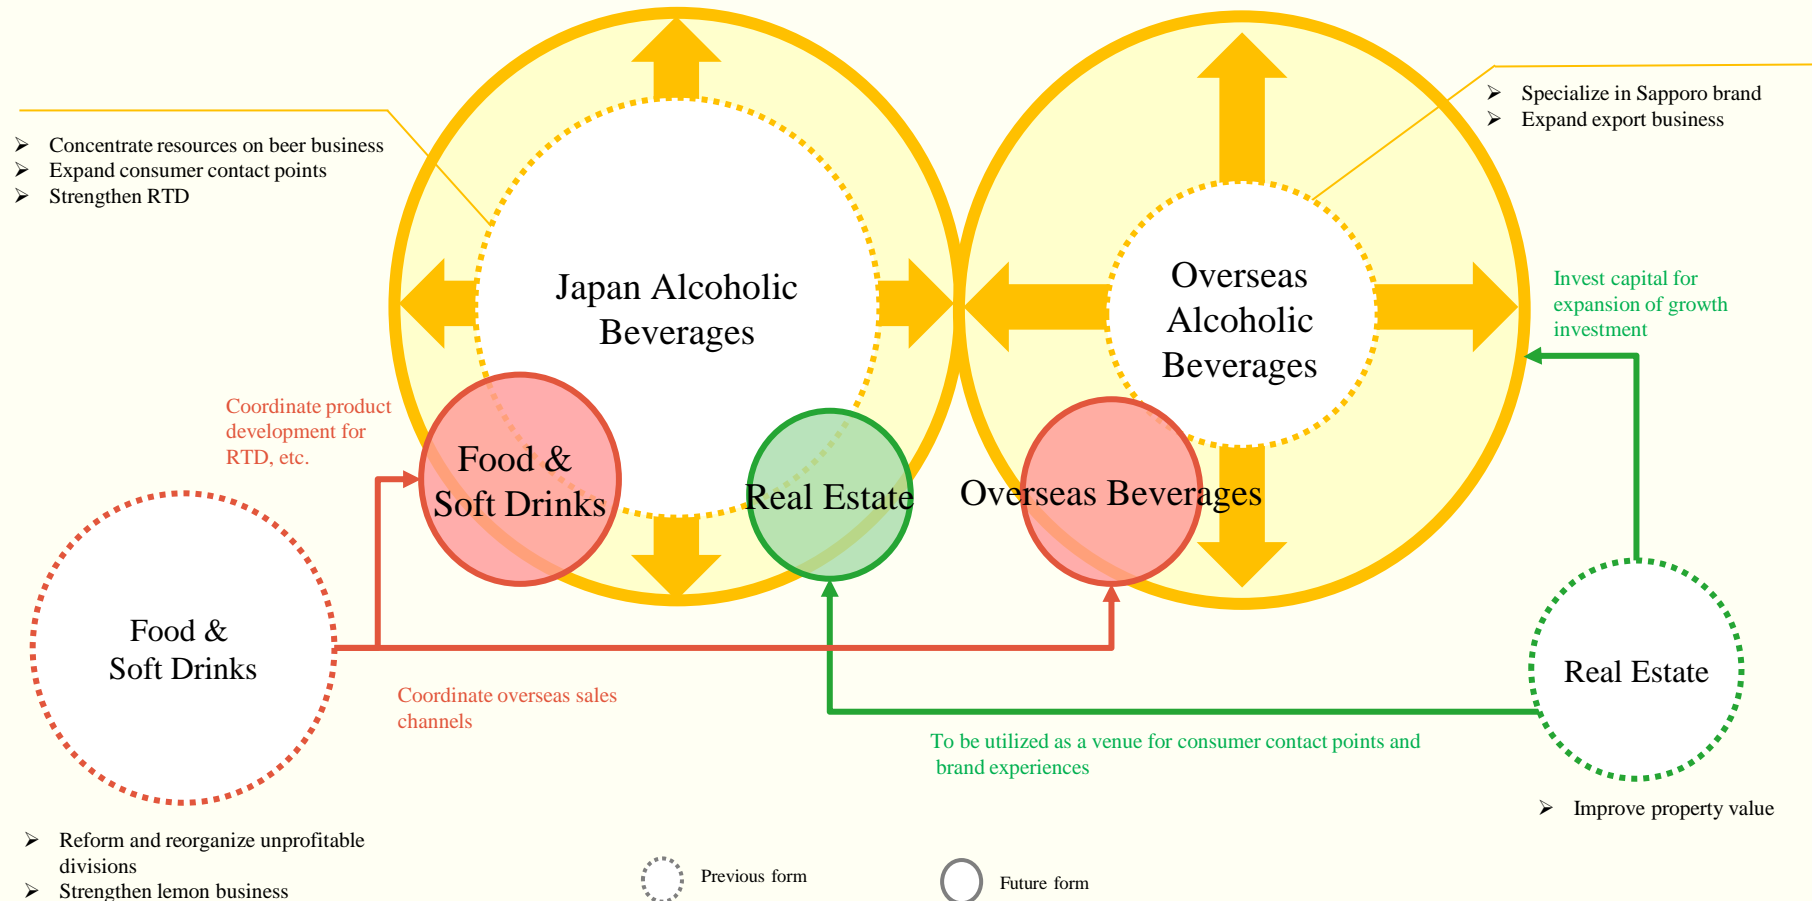 ➢ Concentrate resources on beer business
➢ Expand consumer contact points
➢ Strengthen RTD
➢ Specialize in Sapporo brand
➢ Expand export business
Japan Alcoholic
Beverages
Overseas
Alcoholic
Beverages
Invest capital for
expansion of growth
investment
Coordinate product
development for
RTD, etc.
Food &
Soft Drinks
Real Estate
Overseas Beverages
Food &
Soft Drinks
Real Estate
Coordinate overseas sales
channels
To be utilized as a venue for consumer contact points and
brand experiences
➢ Improve property value
➢ Reform and reorganize unprofitable
divisions
➢ Strengthen lemon business
Previous form
Future form